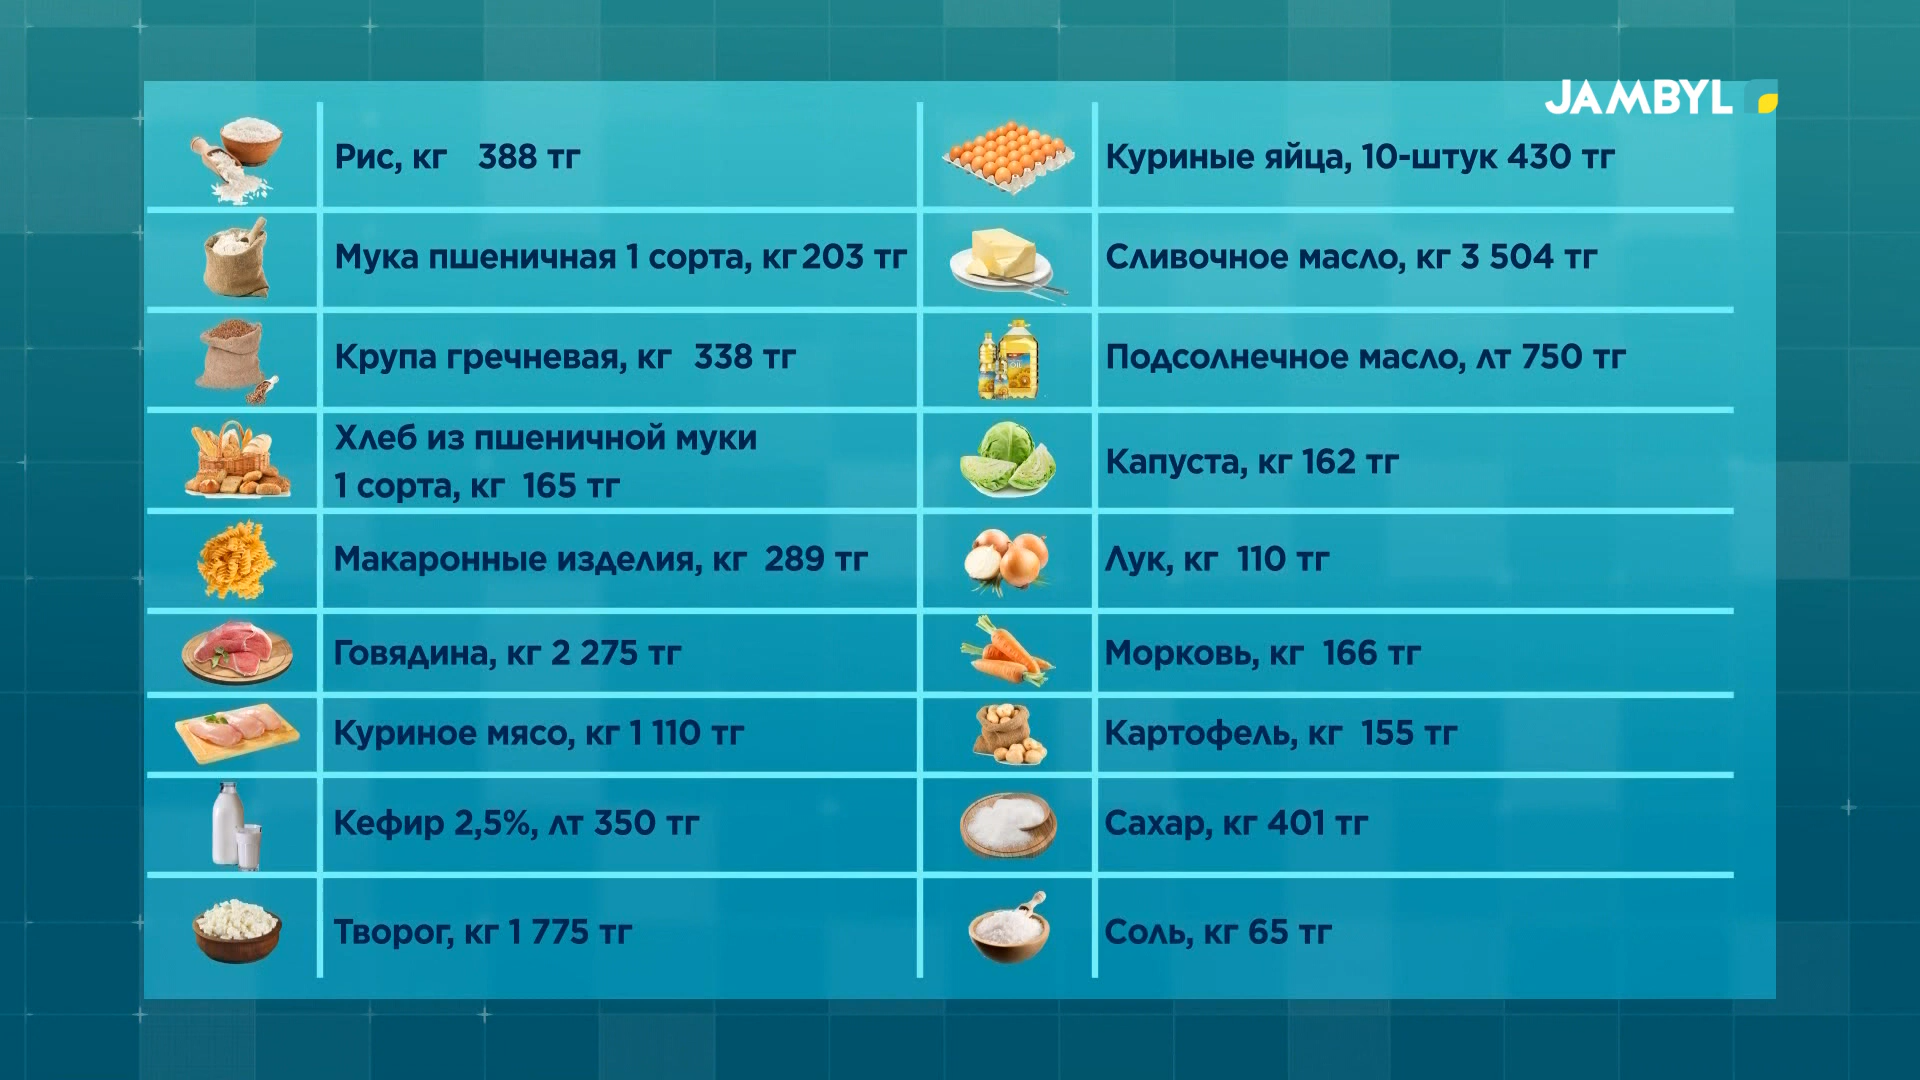 JAMBYL
Рис, кг 388 тг
Мука пшеничная 1 сорта, кг 203 тг
Крупа гречневая, кг 338 тг
Хлеб из пшеничной муки
1 сорта, кг 165 тг
Макаронные изделия, кг 289 тг
Говядина, кг 2 275 тг
Куриное мясо, кг 1 110 тг
Кефир 2,5%, лт 350 тг
Творог, кг 1 775 тг
Куриные яйца, 10-штук 430 тг
Сливочное масло, кг 3 504 тг
Подсолнечное масло, лт 750 тг
Капуста, кг 162 тг
Лук, кг 110 тг
Морковь, кг 166 тг
Картофель, кг 155 тг
Сахар, кг 401 тг
Соль, кг 65 тг